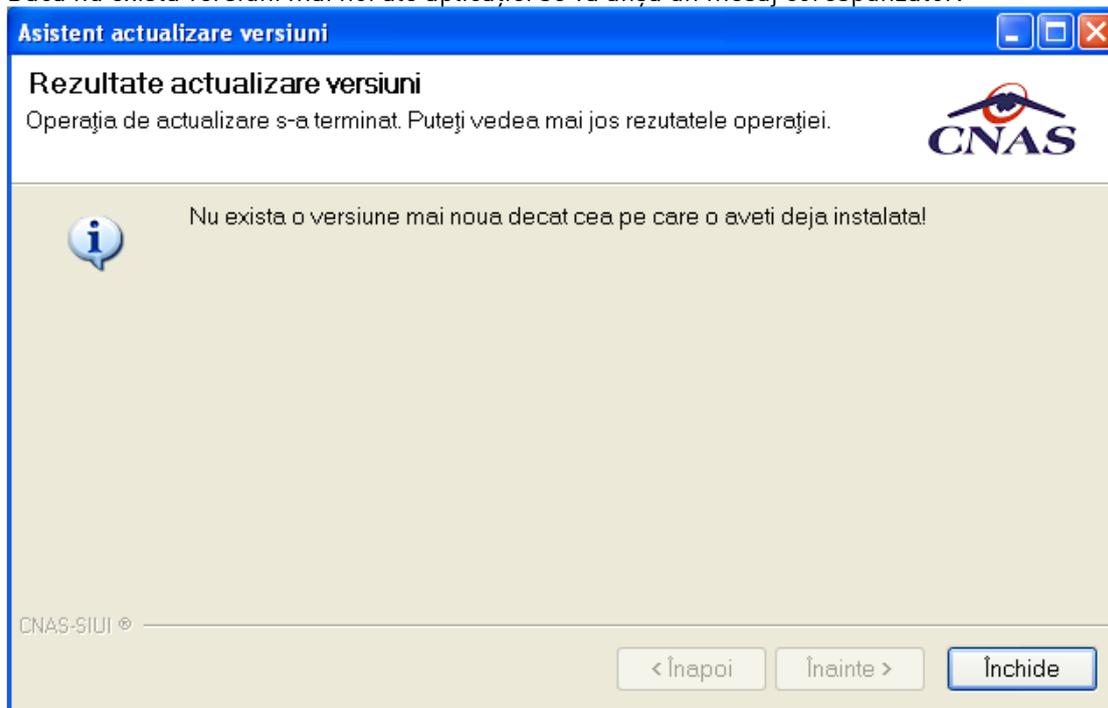 Asistent actualizare versiuni
Rezultate actualizare versiuni
Operaţia de actualizare s-a terminat. Puteţi vedea mai jos rezutatele operaţiei.
CNAS
Nu exista o versiune mai noua decat cea pe care o aveti deja instalata!
CNAS-SIUI ®
< Înapoi Înainte > Închide